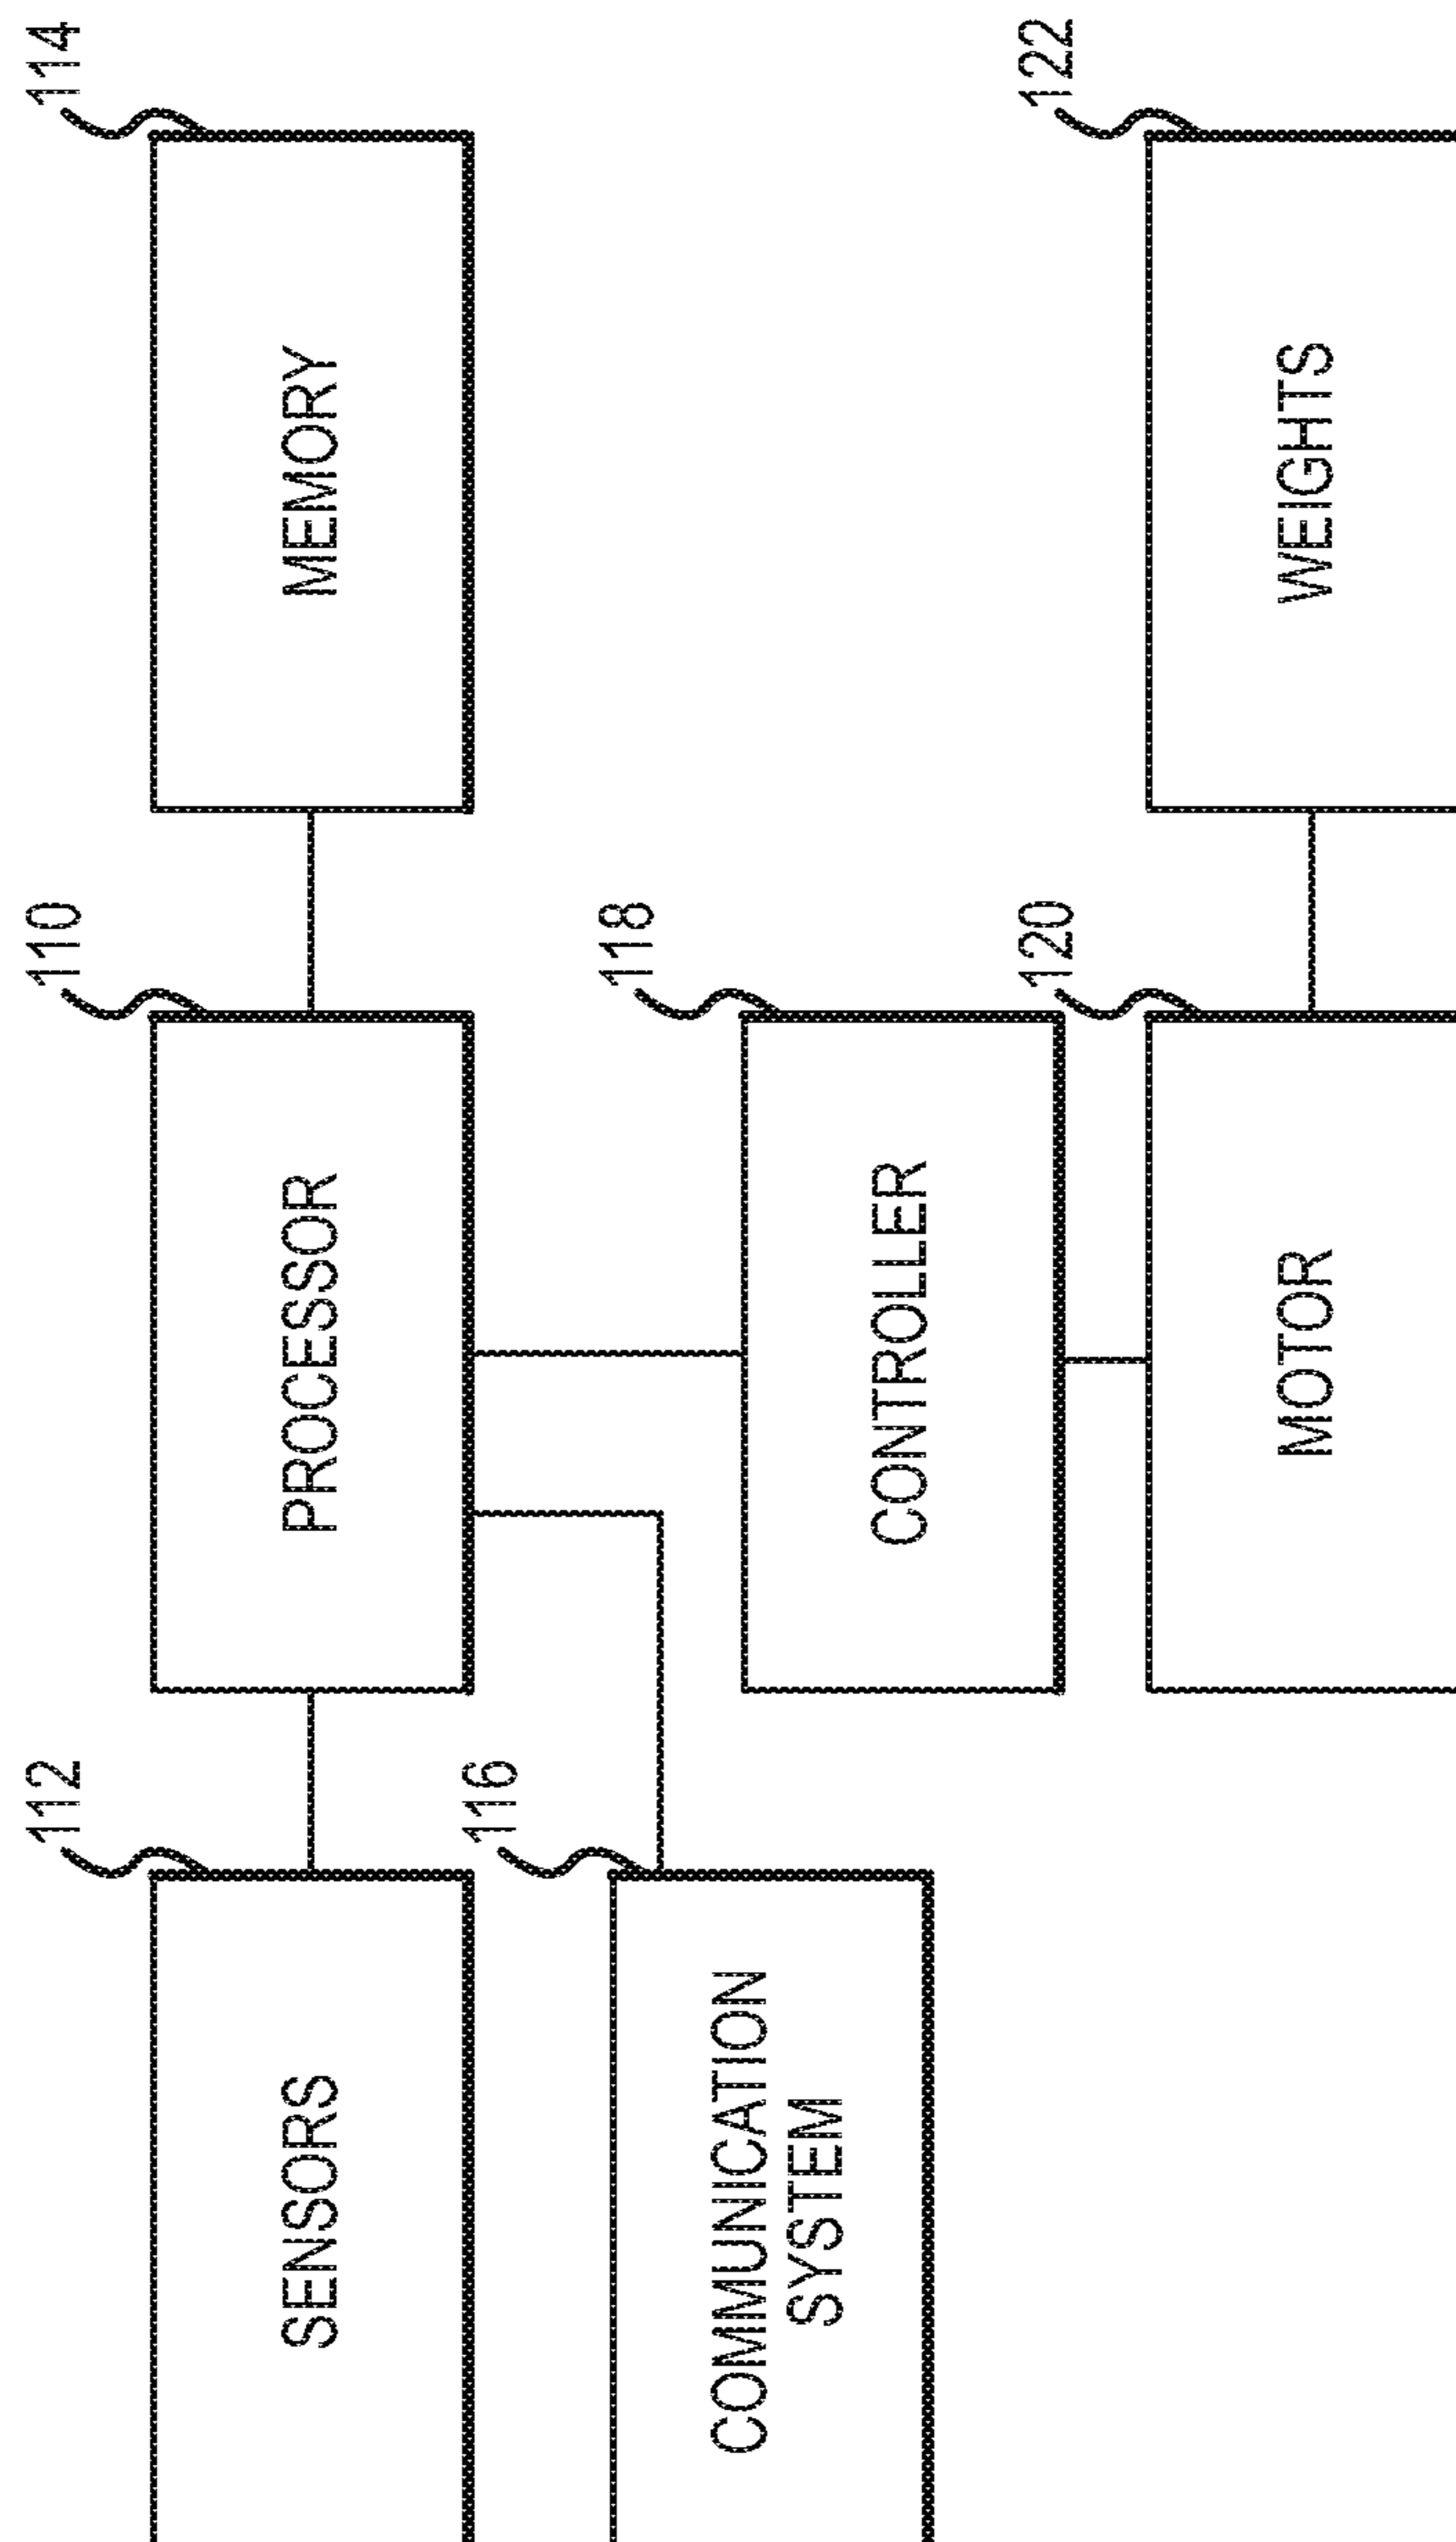 112
110
114
SENSORS
PROCESSOR
MEMORY
116
118
COMMUNICATION
SYSTEM
CONTROLLER
120
122
MOTOR
WEIGHTS